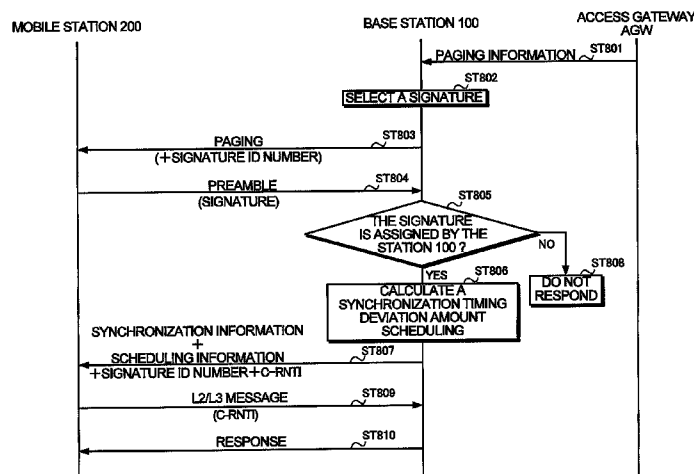 MOBILE STATION 200
BASE STATION 100
ACCESS GATEWAY
AGW
ST801
PAGING INFORMATION
ST802
SELECT A SIGNATURE
ST803
PAGING
(+SIGNATURE ID NUMBER)
ST804
PREAMBLE
(SIGNATURE)
ST805
THE SIGNATURE
IS ASSIGNED BY THE
STATION 100 ?
NO
YES
ST806
ST808
DO NOT
RESPOND
CALCULATE A
SYNCHRONIZATION TIMING
DEVIATION AMOUNT
SCHEDULING
SYNCHRONIZATION INFORMATION
+
SCHEDULING INFORMATION
+SIGNATURE ID NUMBER+C-RNTI
ST807
L2/L3 MESSAGE
(C-RNTI)
ST809
RESPONSE
ST810